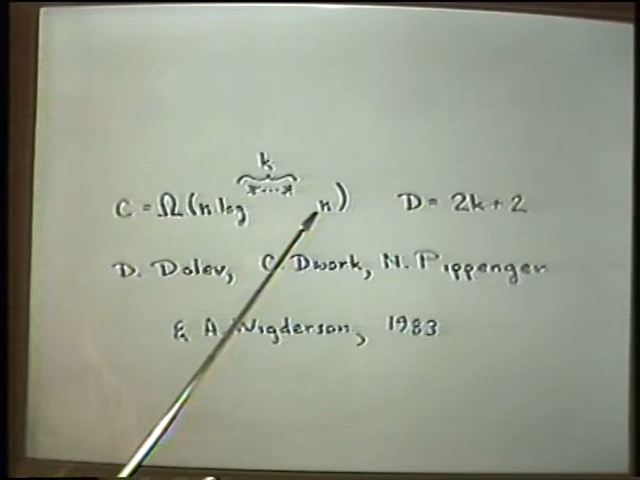 k
C = Ω(n log *...* n) D = 2k + 2
D. Dolev, C. Dwork, N. Pippenger
& A. Wigderson, 1983